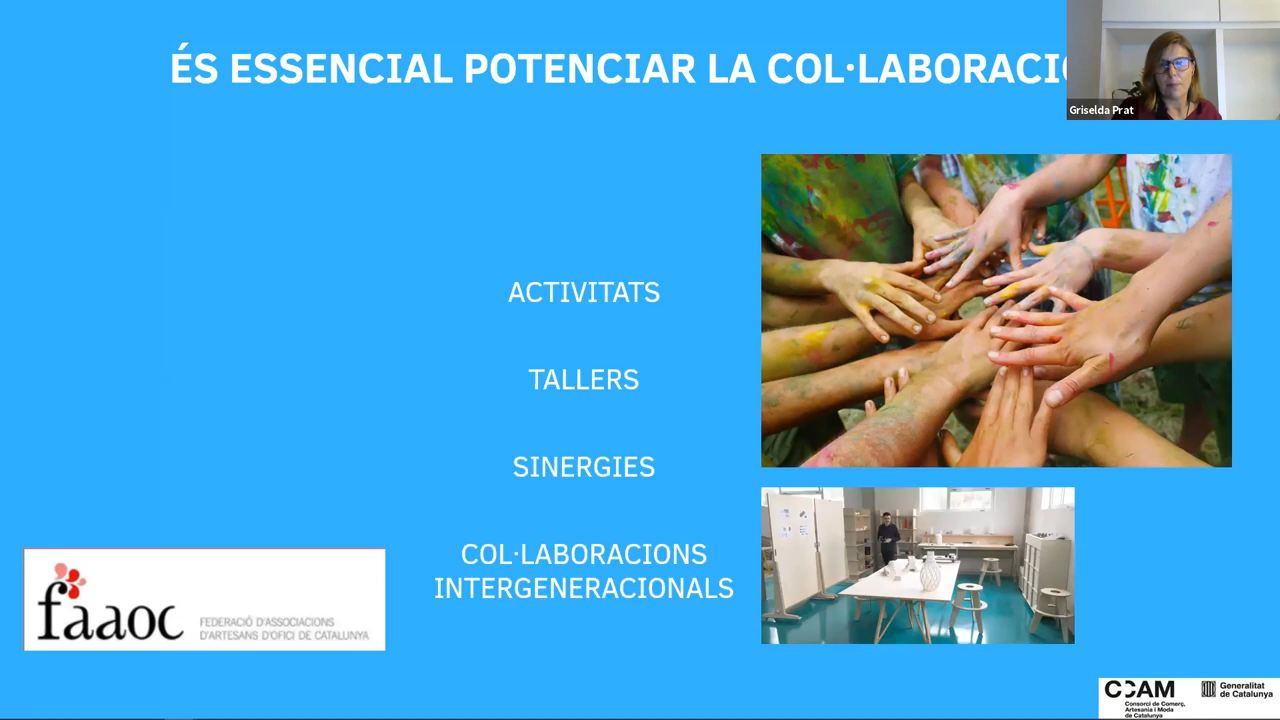 ÉS ESSENCIAL POTENCIAR LA COL·LABORACIÓ
Griselda Prat
ACTIVITATS
TALLERS
SINERGIES
COL·LABORACIONS
INTERGENERACIONALS
faaoc
FEDERACIÓ D'ASSOCIACIONS
D'ARTESANS D'OFICI DE CATALUNYA
CCAM
Consorci de Comerç,
Artesania i Moda
de Catalunya
Generalitat
de Catalunya